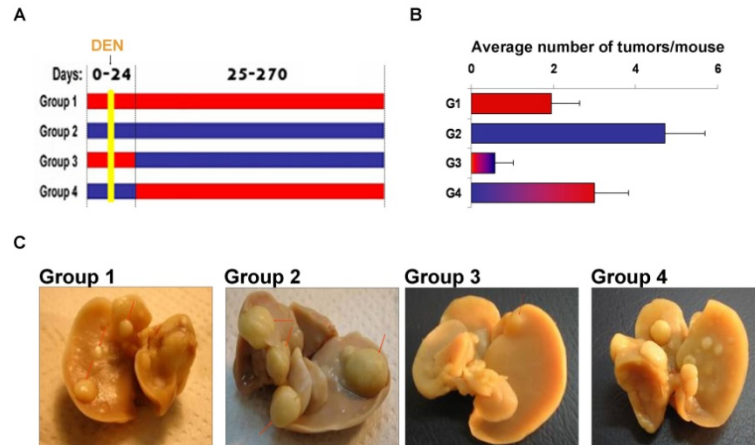 A
DEN
Days: 0-24 25-270
Group 1
Group 2
Group 3
Group 4
B
Average number of tumors/mouse
0 2 4 6
G1
G2
G3
G4
C
Group 1 Group 2 Group 3 Group 4